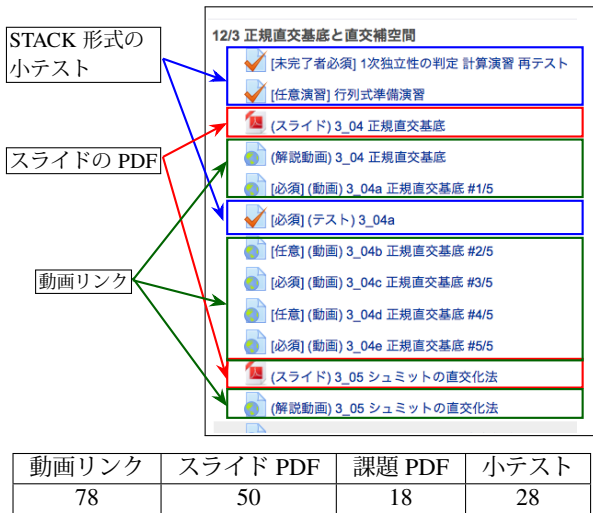 12/3 正規直交基底と直交補空間
STACK 形式の
小テスト
[未完了者必須] 1次独立性の判定 計算演習 再テスト
[任意演習] 行列式準備演習
(スライド) 3_04 正規直交基底
スライドの PDF
(解説動画) 3_04 正規直交基底
[必須] (動画) 3_04a 正規直交基底 #1/5
[必須] (テスト) 3_04a
[任意] (動画) 3_04b 正規直交基底 #2/5
動画リンク
[必須] (動画) 3_04c 正規直交基底 #3/5
[任意] (動画) 3_04d 正規直交基底 #4/5
[必須] (動画) 3_04e 正規直交基底 #5/5
(スライド) 3_05 シュミットの直交化法
(解説動画) 3_05 シュミットの直交化法
動画リンク スライド PDF 課題 PDF 小テスト
78 50 18 28